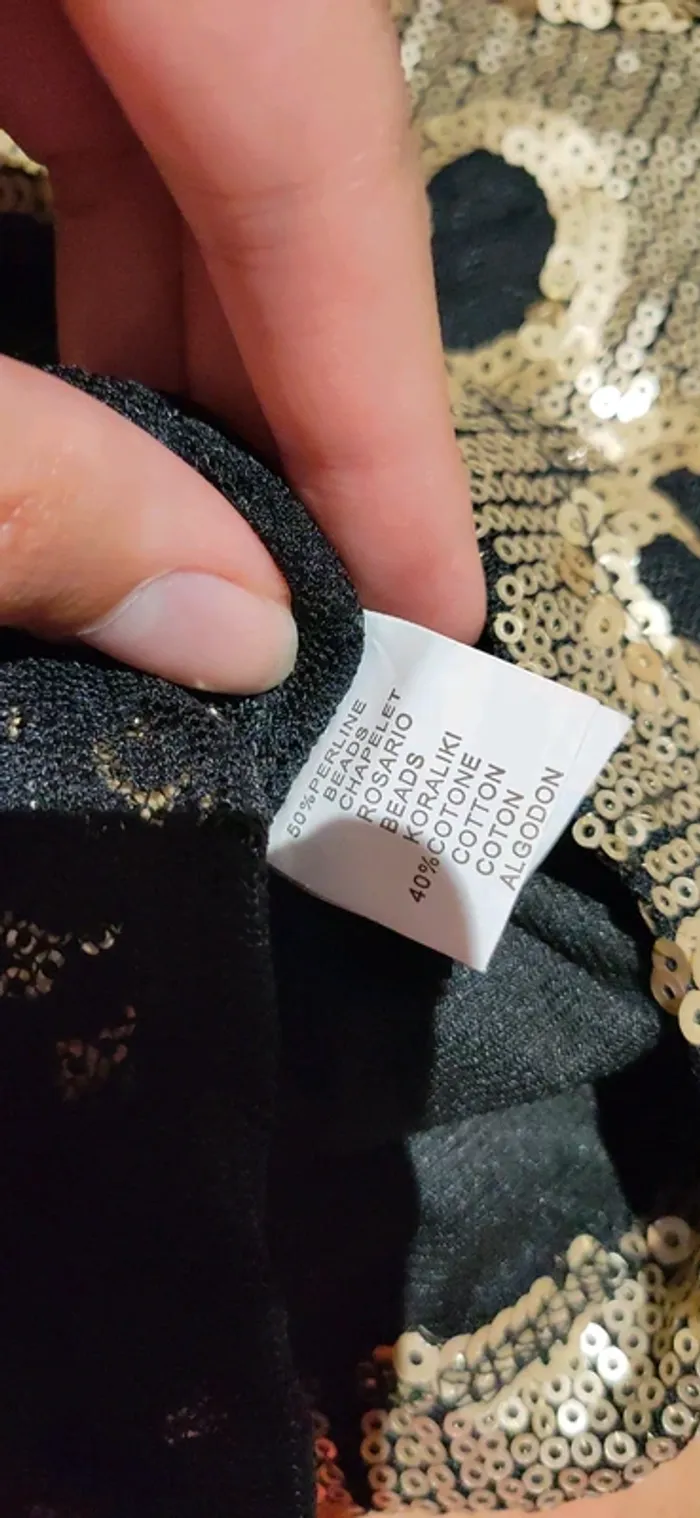 50%PERLINE
BEADS
CHAPELET
ROSARIO
BEADS
KORALIKI
40%COTONE
COTTON
COTON
ALGODON